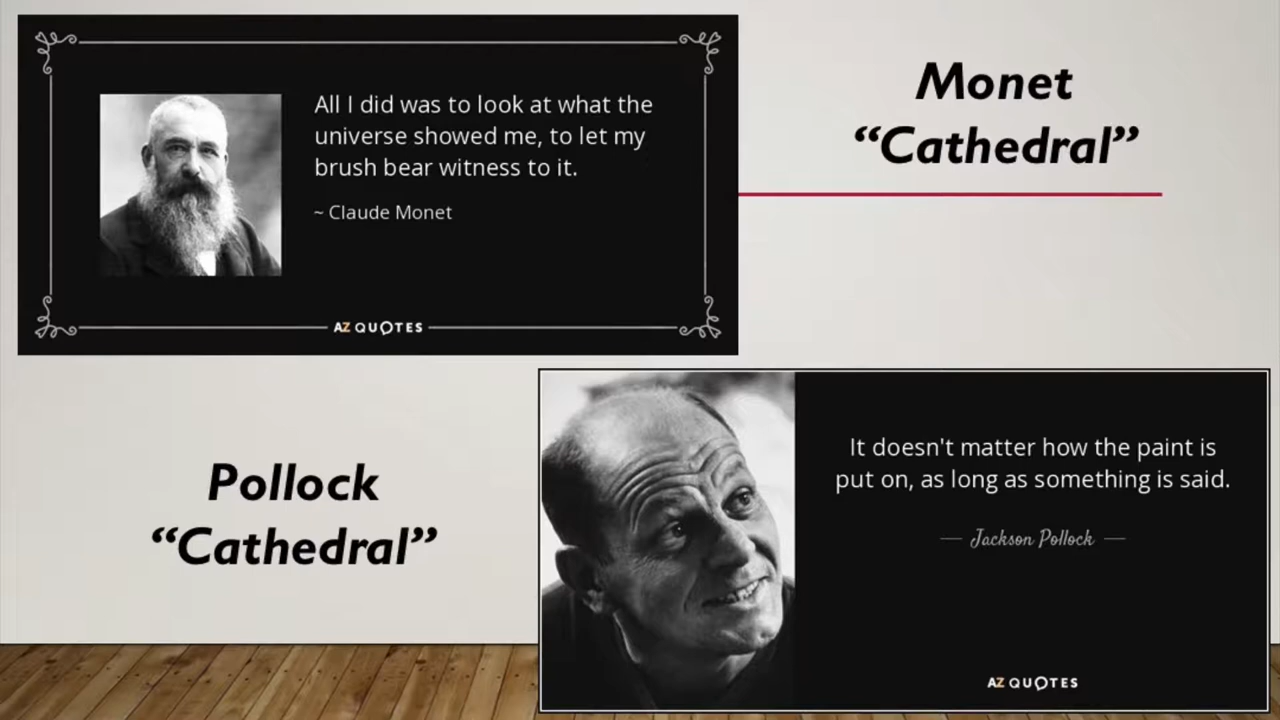 All I did was to look at what the
universe showed me, to let my
brush bear witness to it.
~ Claude Monet
AZ QUOTES
Monet
“Cathedral”
Pollock
“Cathedral”
It doesn't matter how the paint is
put on, as long as something is said.
— Jackson Pollock —
AZ QUOTES